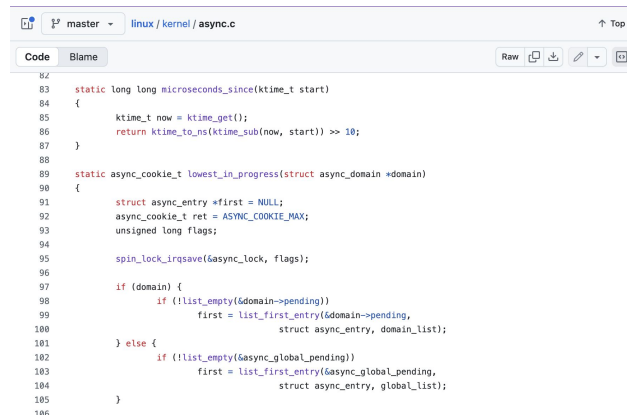 master linux / kernel / async.c Top
Code Blame Raw
82
83 static long long microseconds_since(ktime_t start)
84 {
85 ktime_t now = ktime_get();
86 return ktime_to_ns(ktime_sub(now, start)) >> 10;
87 }
88
89 static async_cookie_t lowest_in_progress(struct async_domain *domain)
90 {
91 struct async_entry *first = NULL;
92 async_cookie_t ret = ASYNC_COOKIE_MAX;
93 unsigned long flags;
94
95 spin_lock_irqsave(&async_lock, flags);
96
97 if (domain) {
98 if (!list_empty(&domain->pending))
99 first = list_first_entry(&domain->pending,
100 struct async_entry, domain_list);
101 } else {
102 if (!list_empty(&async_global_pending))
103 first = list_first_entry(&async_global_pending,
104 struct async_entry, global_list);
105 }
106